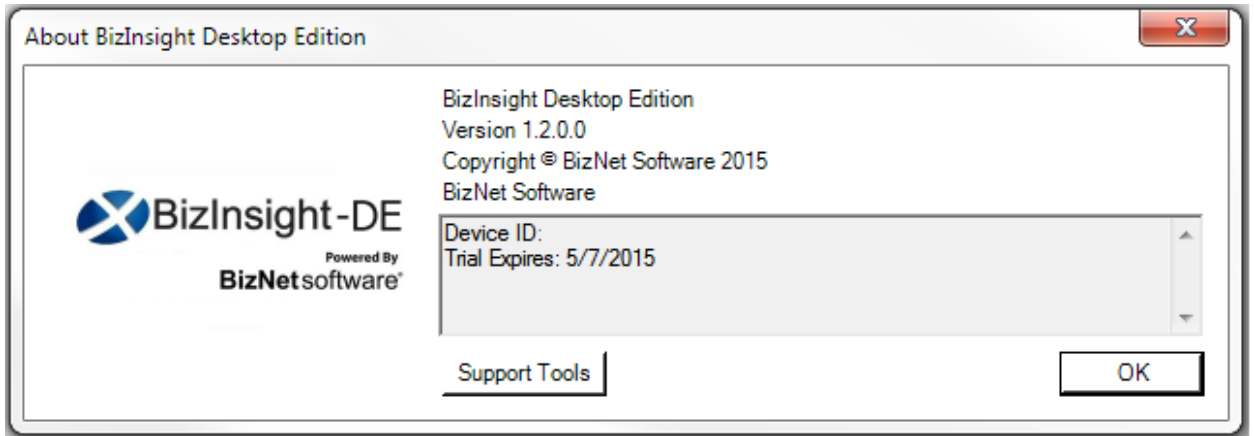 About BizInsight Desktop Edition
BizInsight Desktop Edition
Version 1.2.0.0
Copyright © BizNet Software 2015
BizNet Software
BizInsight-DE
Powered By
BizNetsoftware®
Device ID:
Trial Expires: 5/7/2015
Support Tools
OK